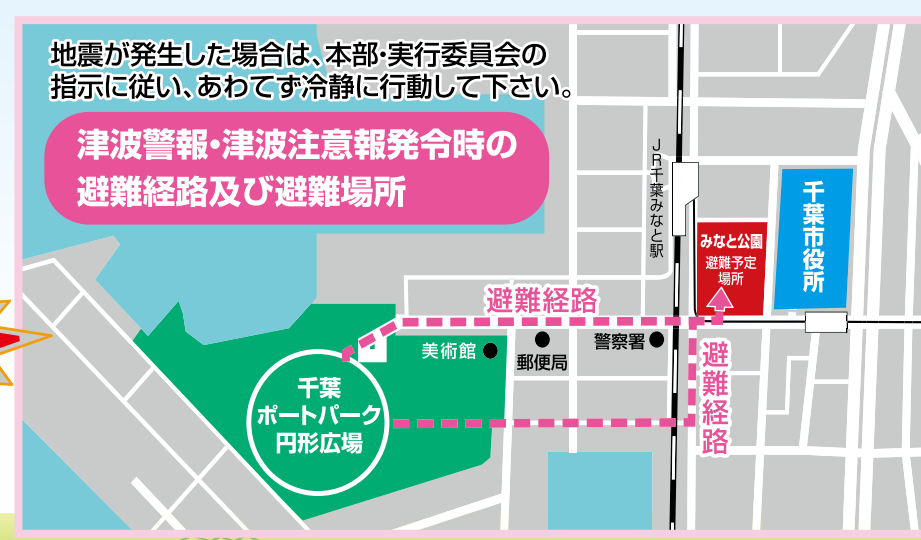 地震が発生した場合は、本部・実行委員会の
指示に従い、あわてず冷静に行動して下さい。
津波警報・津波注意報発令時の
避難経路及び避難場所
JR千葉みなと駅
千葉市役所
みなと公園
避難予定
場所
避難経路
美術館
郵便局
警察署
避難経路
千葉
ポートパーク
円形広場